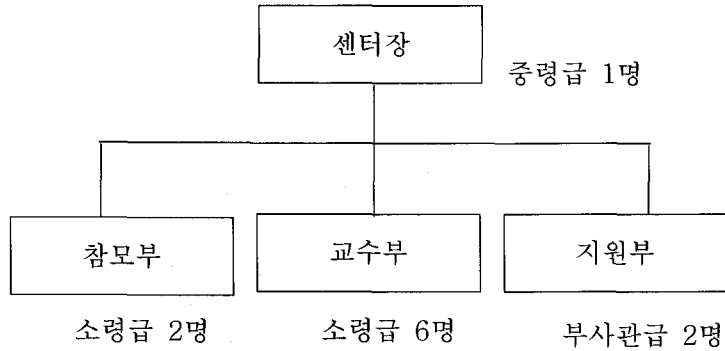 센터장
중령급 1명
참모부
교수부
지원부
소령급 2명
소령급 6명
부사관급 2명